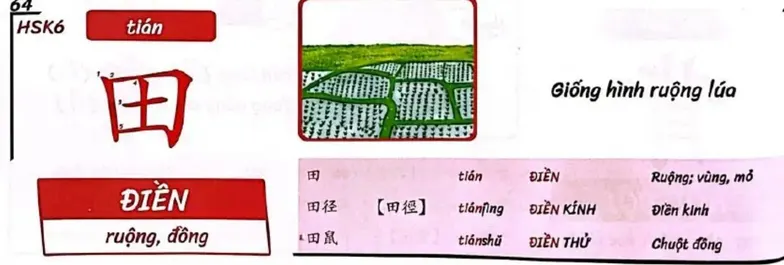 64
HSK6
tián
田
ĐIỀN
ruộng, đồng
Giống hình ruộng lúa
田 tián ĐIỀN Ruộng; vùng, mỏ
田径 【田徑】 tiánjìng ĐIỀN KÍNH Điền kinh
田鼠 tiánshǔ ĐIỀN THỬ Chuột đồng